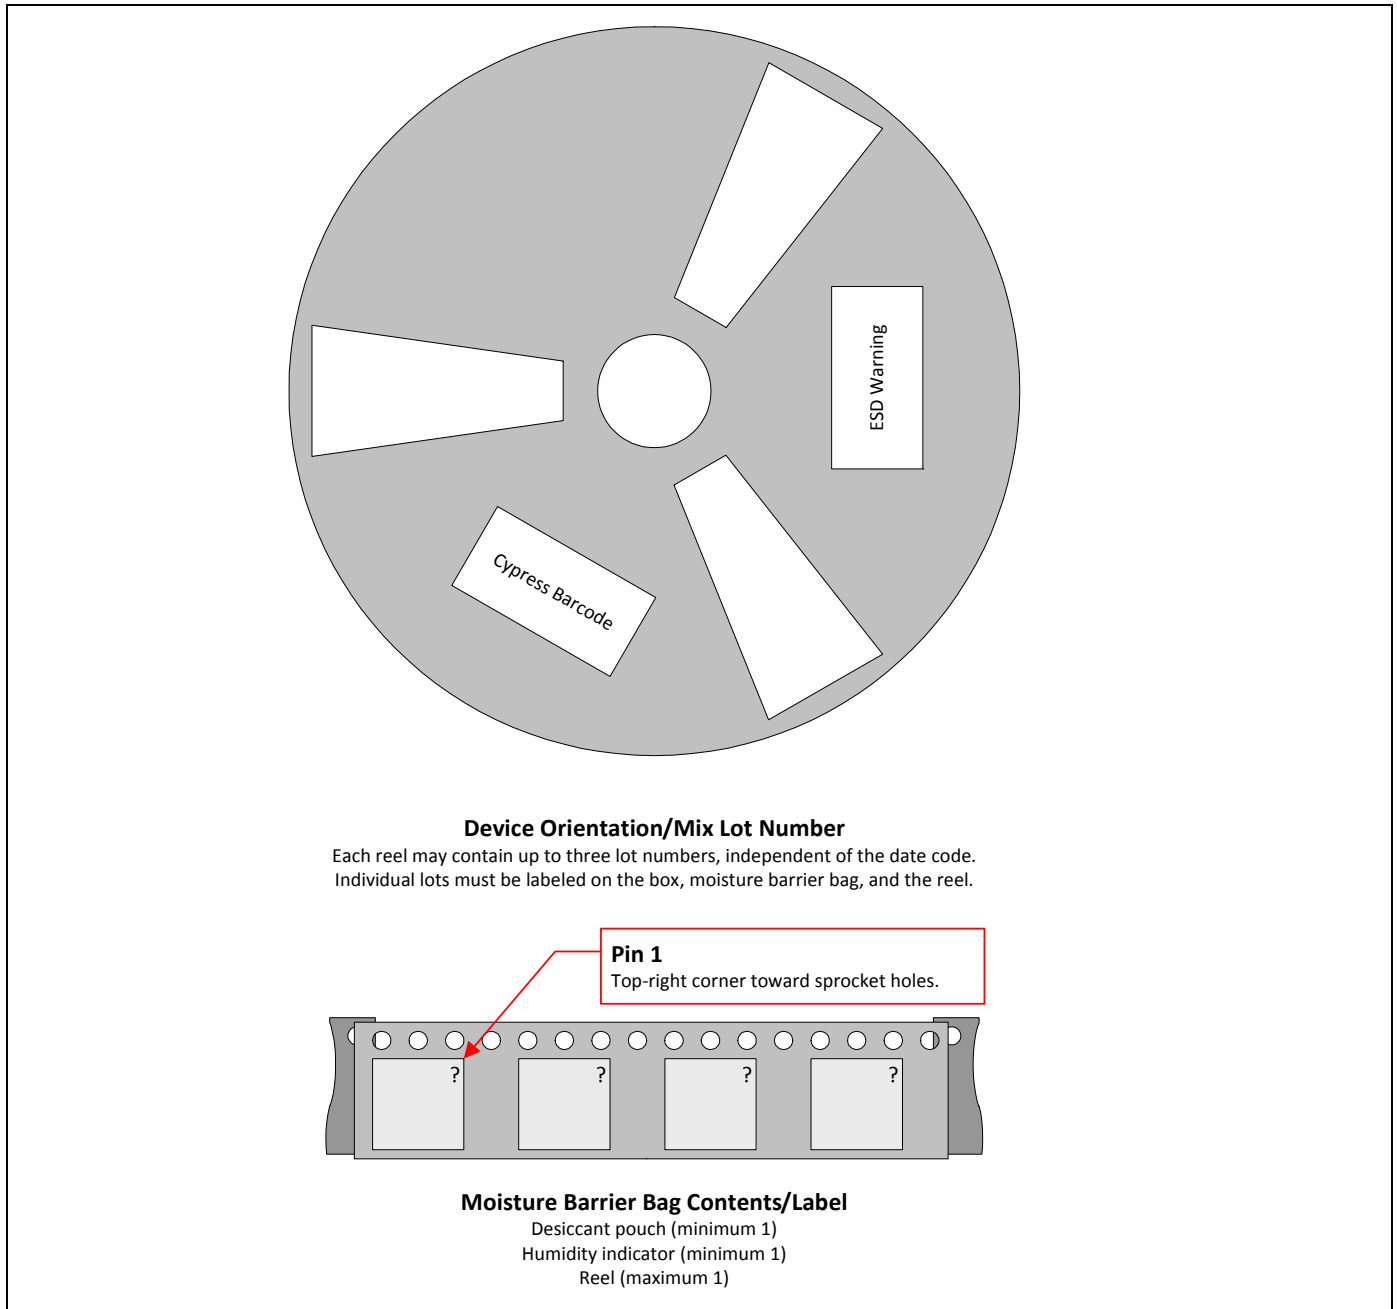 ESD Warning
Cypress Barcode
Device Orientation/Mix Lot Number
Each reel may contain up to three lot numbers, independent of the date code.
Individual lots must be labeled on the box, moisture barrier bag, and the reel.
Pin 1
Top-right corner toward sprocket holes.
? ? ? ?
Moisture Barrier Bag Contents/Label
Desiccant pouch (minimum 1)
Humidity indicator (minimum 1)
Reel (maximum 1)